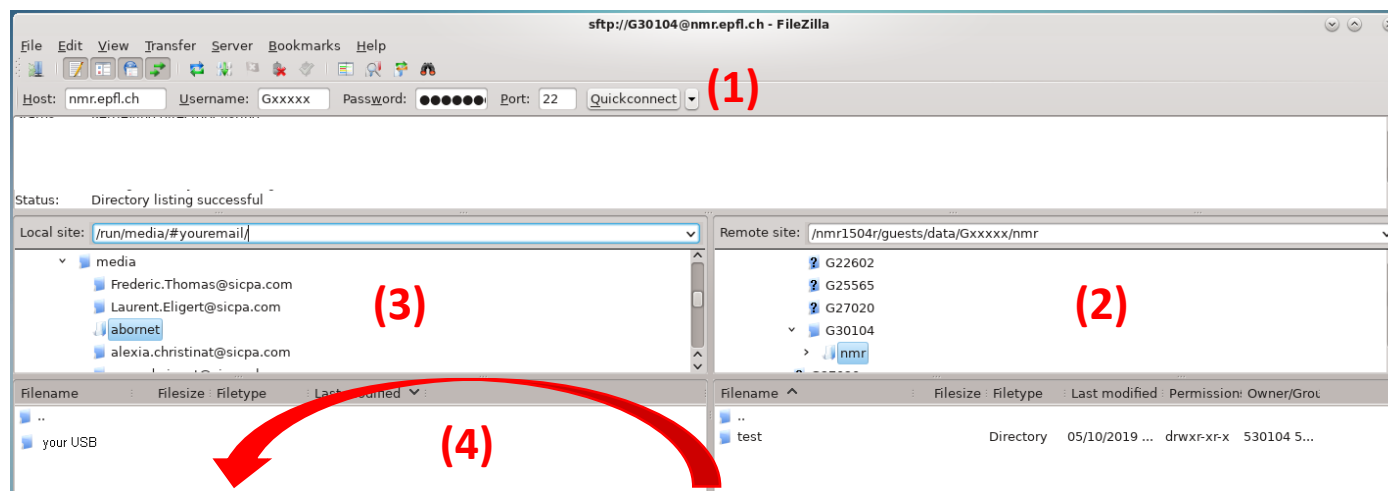 sftp://G30104@nmr.epfl.ch - FileZilla
File Edit View Transfer Server Bookmarks Help
Host: nmr.epfl.ch Username: Gxxxxx Password: ●●●●●● Port: 22 Quickconnect
(1)
Status: Directory listing successful
Local site: /run/media/#youremail/
media
Frederic.Thomas@sicpa.com
Laurent.Eligert@sicpa.com
abornet
alexia.christinat@sicpa.com
(3)
Remote site: /nmr1504r/guests/data/Gxxxxx/nmr
? G22602
? G25565
? G27020
G30104
nmr
(2)
Filename Filesize Filetype Last modified
..
your USB
(4)
Filename Filesize Filetype Last modified Permission: Owner/Grou
..
test Directory 05/10/2019 ... drwxr-xr-x 530104 5...